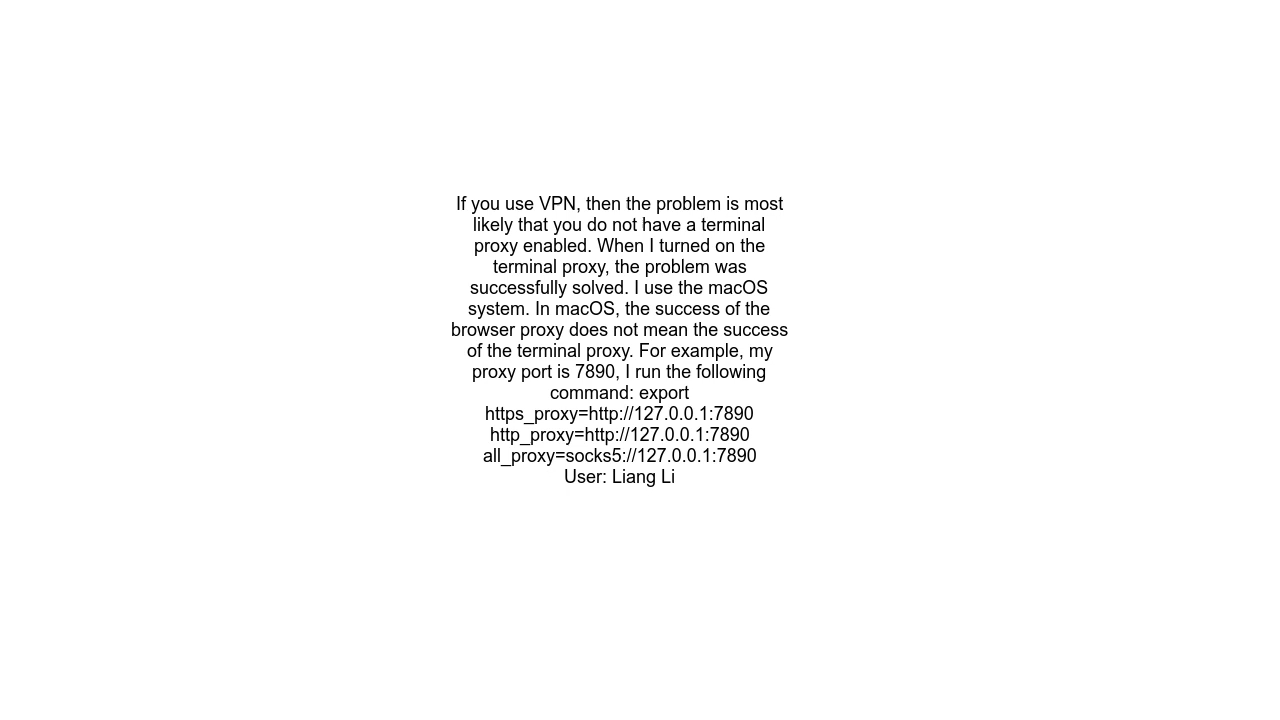 If you use VPN, then the problem is most
likely that you do not have a terminal
proxy enabled. When I turned on the
terminal proxy, the problem was
successfully solved. I use the macOS
system. In macOS, the success of the
browser proxy does not mean the success
of the terminal proxy. For example, my
proxy port is 7890, I run the following
command: export
https_proxy=http://127.0.0.1:7890
http_proxy=http://127.0.0.1:7890
all_proxy=socks5://127.0.0.1:7890
User: Liang Li